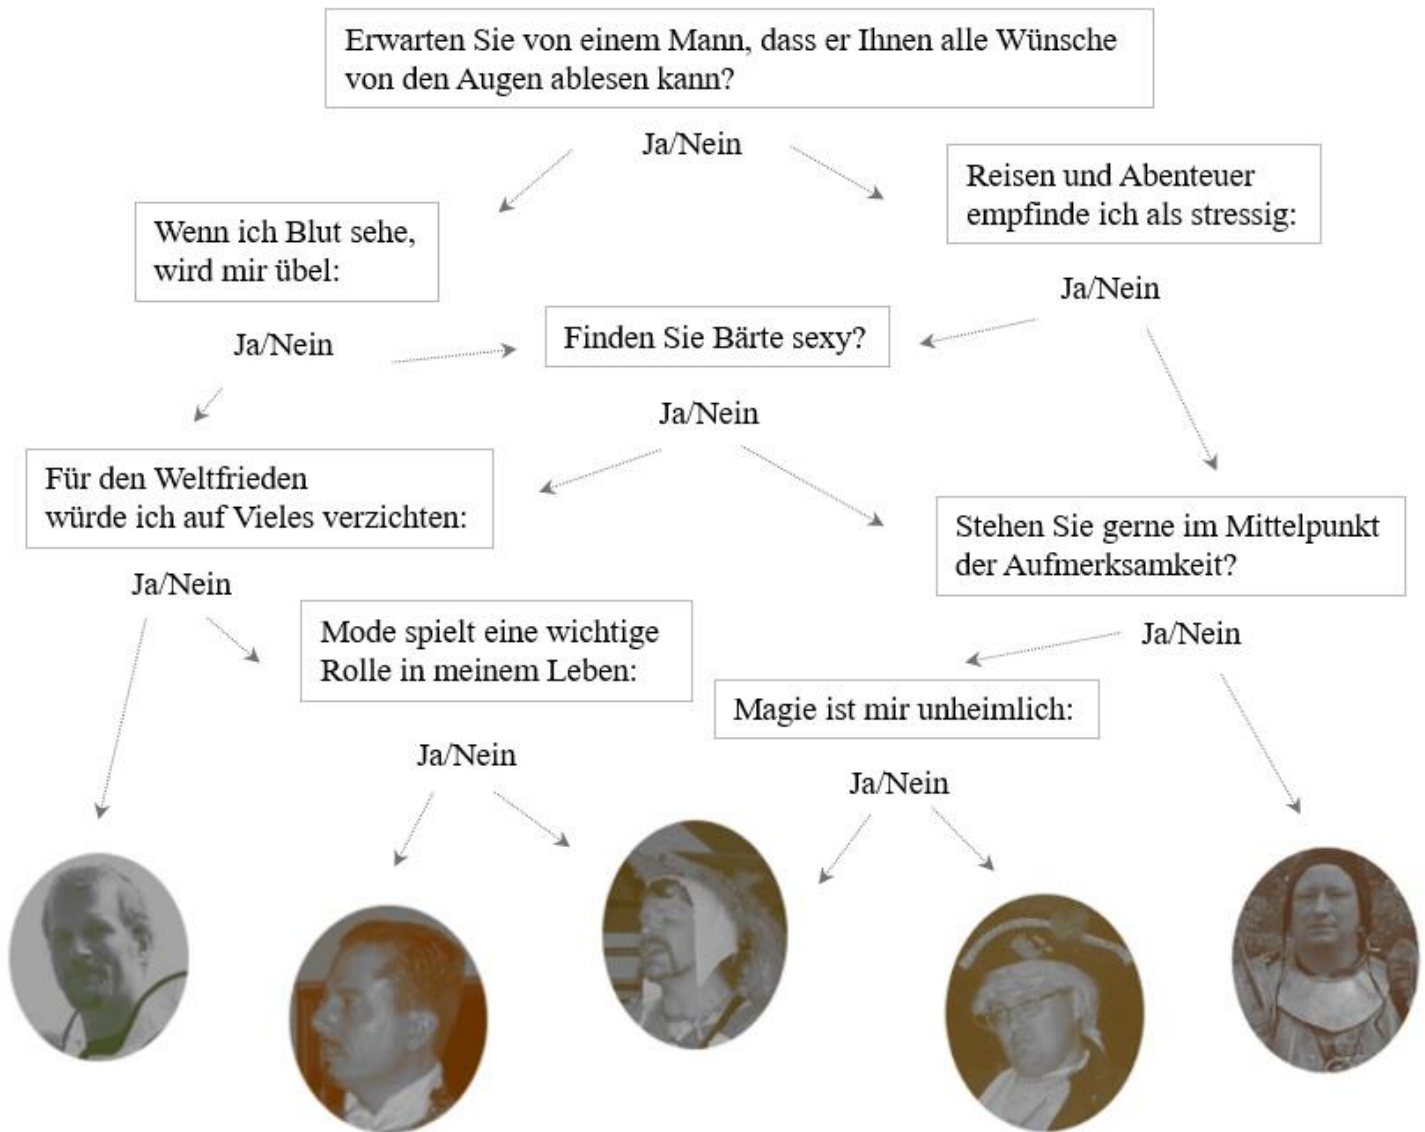 Erwarten Sie von einem Mann, dass er Ihnen alle Wünsche
von den Augen ablesen kann?
Ja/Nein
Reisen und Abenteuer
empfinde ich als stressig:
Ja/Nein
Wenn ich Blut sehe,
wird mir übel:
Ja/Nein
Finden Sie Bärte sexy?
Ja/Nein
Für den Weltfrieden
würde ich auf Vieles verzichten:
Ja/Nein
Stehen Sie gerne im Mittelpunkt
der Aufmerksamkeit?
Ja/Nein
Mode spielt eine wichtige
Rolle in meinem Leben:
Ja/Nein
Magie ist mir unheimlich:
Ja/Nein